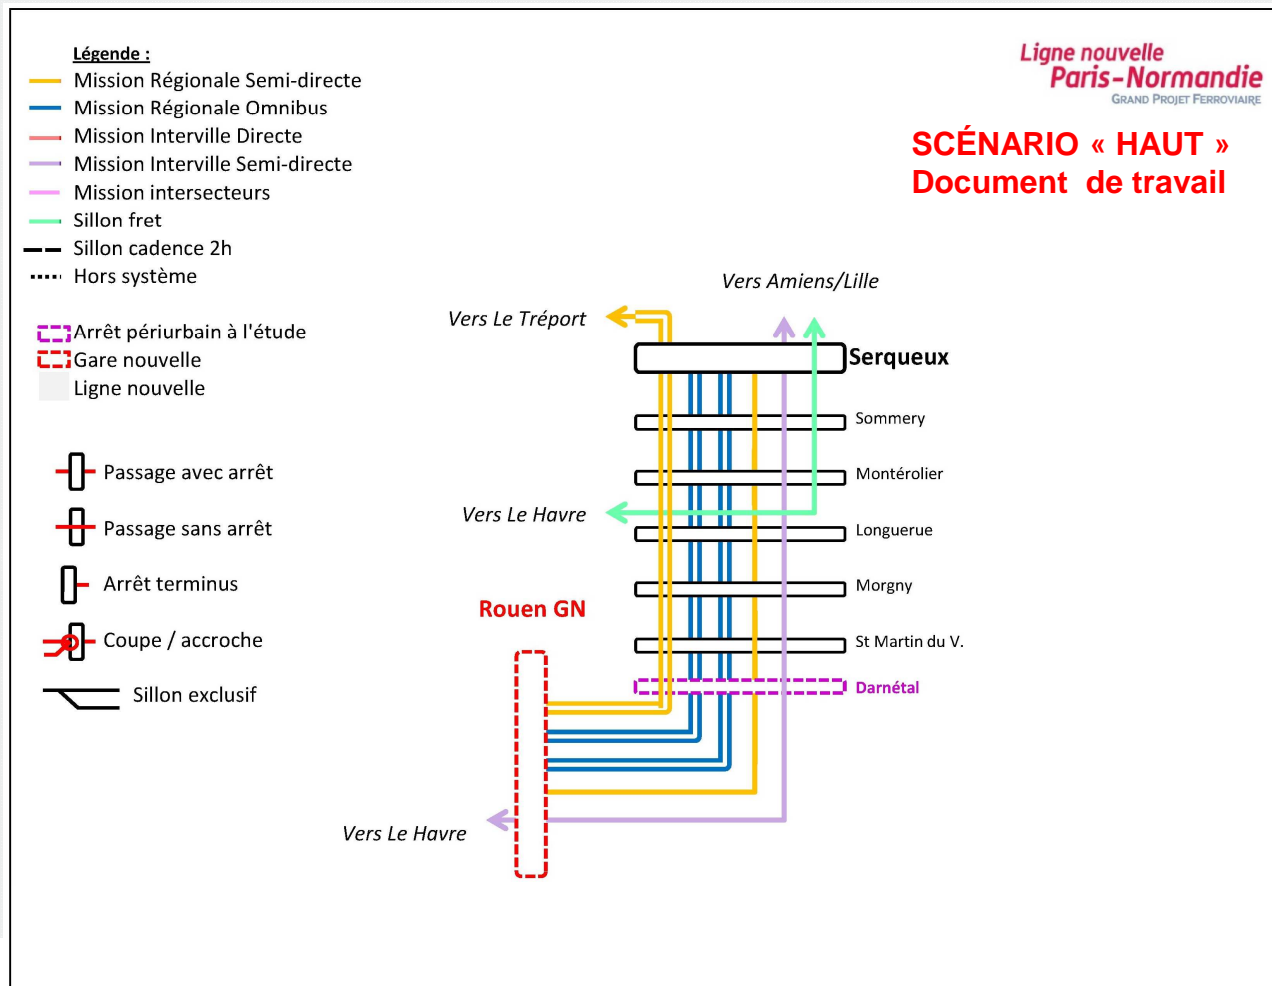 Légende :
Mission Régionale Semi-directe
Mission Régionale Omnibus
Mission Interville Directe
Mission Interville Semi-directe
Mission intersecteurs
Sillon fret
Sillon cadence 2h
Hors système
Arrêt périurbain à l'étude
Gare nouvelle
Ligne nouvelle
Passage avec arrêt
Passage sans arrêt
Arrêt terminus
Coupe / accroche
Sillon exclusif
Ligne nouvelle
Paris-Normandie
GRAND PROJET FERROVIAIRE
SCÉNARIO « HAUT »
Document de travail
Vers Amiens/Lille
Vers Le Tréport
Serqueux
Sommery
Montérolier
Vers Le Havre
Longuerue
Morgny
Rouen GN
St Martin du V.
Darnétal
Vers Le Havre